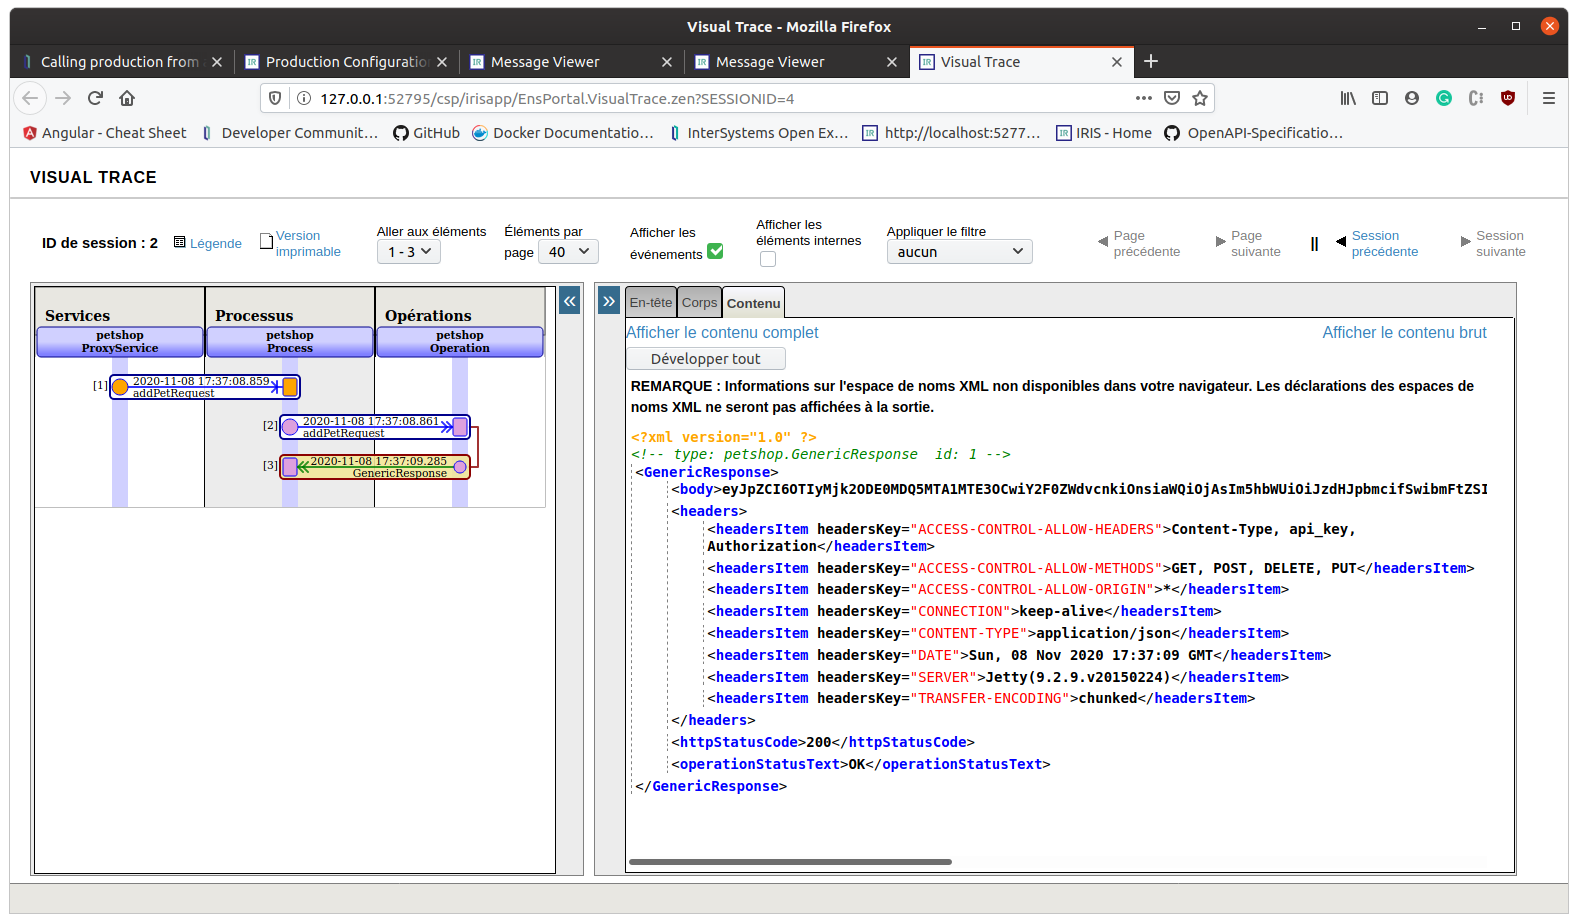 Visual Trace - Mozilla Firefox
Calling production from
Production Configuratio
Message Viewer
Message Viewer
Visual Trace
127.0.0.1:52795/csp/irisapp/EnsPortal.VisualTrace.zen?SESSIONID=4
Angular - Cheat Sheet
Developer Communit…
GitHub
Docker Documentatio…
InterSystems Open Ex…
http://localhost:5277…
IRIS - Home
OpenAPI-Specificatio…
VISUAL TRACE
ID de session : 2
Légende
Version
imprimable
Aller aux éléments
1 - 3
Éléments par
page 40
Afficher les
événements
Afficher les
éléments internes
Appliquer le filtre
aucun
Page
précédente
Page
suivante
||
Session
précédente
Session
suivante
Services
Processus
Opérations
petshop
ProxyService
petshop
Process
petshop
Operation
[1]
2020-11-08 17:37:08.859
addPetRequest
[2]
2020-11-08 17:37:08.861
addPetRequest
[3]
2020-11-08 17:37:09.285
GenericResponse
«
»
En-tête
Corps
Contenu
Afficher le contenu complet
Afficher le contenu brut
Développer tout
REMARQUE : Informations sur l'espace de noms XML non disponibles dans votre navigateur. Les déclarations des espaces de
noms XML ne seront pas affichées à la sortie.
<?xml version="1.0" ?>
<!-- type: petshop.GenericResponse  id: 1 -->
<GenericResponse>
<body>eyJpZCI6OTIyMjk2ODE0MDQ5MTA1MTE3OCwiY2F0ZWdvcnkiOnsiaWQiOjAsIm5hbWUiOiJzdHJpbmcifSwibmFtZSI
<headers>
<headersItem headersKey="ACCESS-CONTROL-ALLOW-HEADERS">Content-Type, api_key,
Authorization</headersItem>
<headersItem headersKey="ACCESS-CONTROL-ALLOW-METHODS">GET, POST, DELETE, PUT</headersItem>
<headersItem headersKey="ACCESS-CONTROL-ALLOW-ORIGIN">*</headersItem>
<headersItem headersKey="CONNECTION">keep-alive</headersItem>
<headersItem headersKey="CONTENT-TYPE">application/json</headersItem>
<headersItem headersKey="DATE">Sun, 08 Nov 2020 17:37:09 GMT</headersItem>
<headersItem headersKey="SERVER">Jetty(9.2.9.v20150224)</headersItem>
<headersItem headersKey="TRANSFER-ENCODING">chunked</headersItem>
</headers>
<httpStatusCode>200</httpStatusCode>
<operationStatusText>OK</operationStatusText>
</GenericResponse>